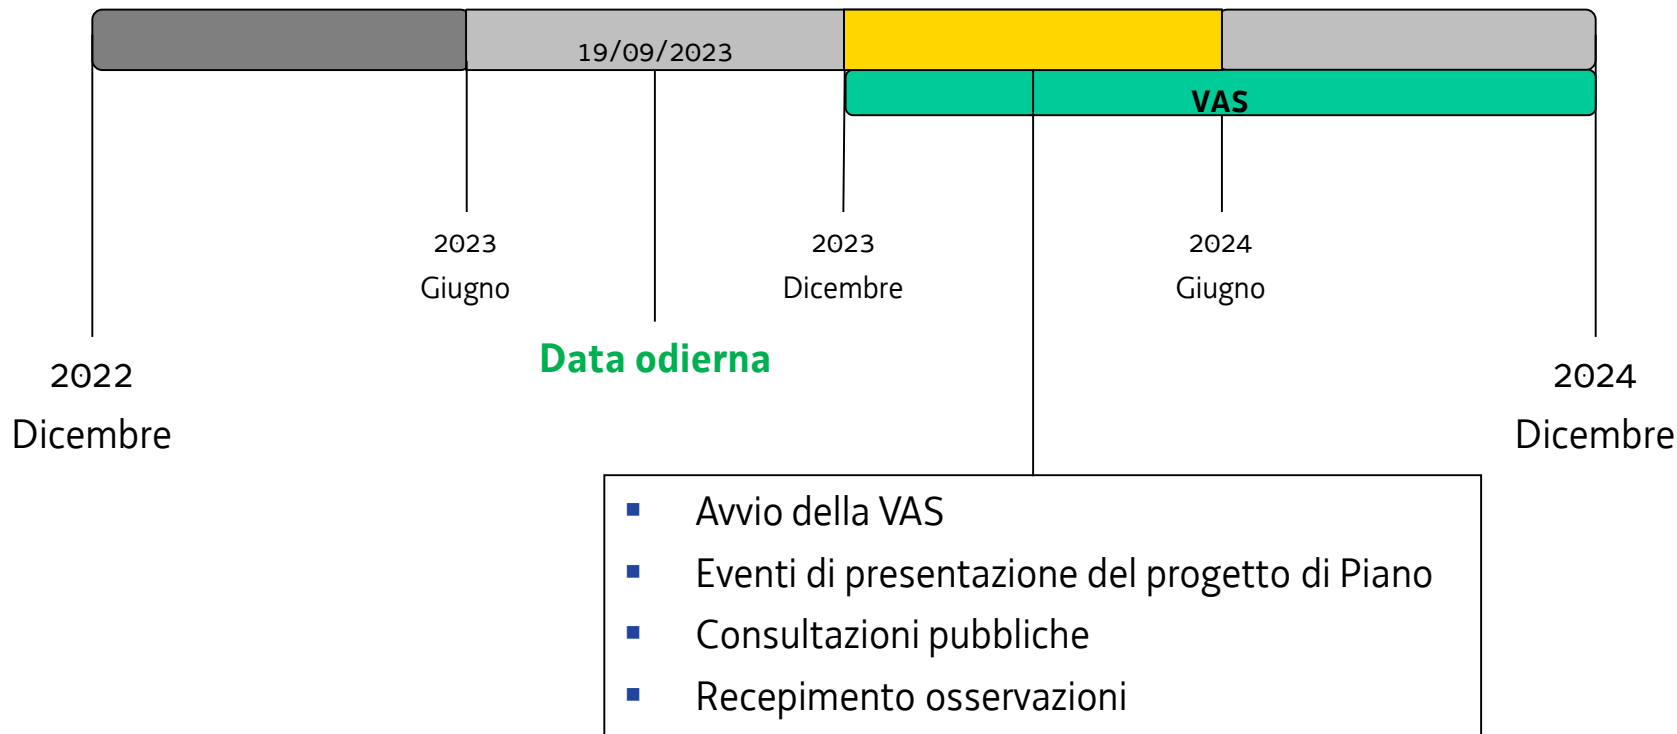 19/09/2023
VAS
2023
Giugno
2023
Dicembre
2024
Giugno
Data odierna
2022
Dicembre
2024
Dicembre
▪ Avvio della VAS
▪ Eventi di presentazione del progetto di Piano
▪ Consultazioni pubbliche
▪ Recepimento osservazioni